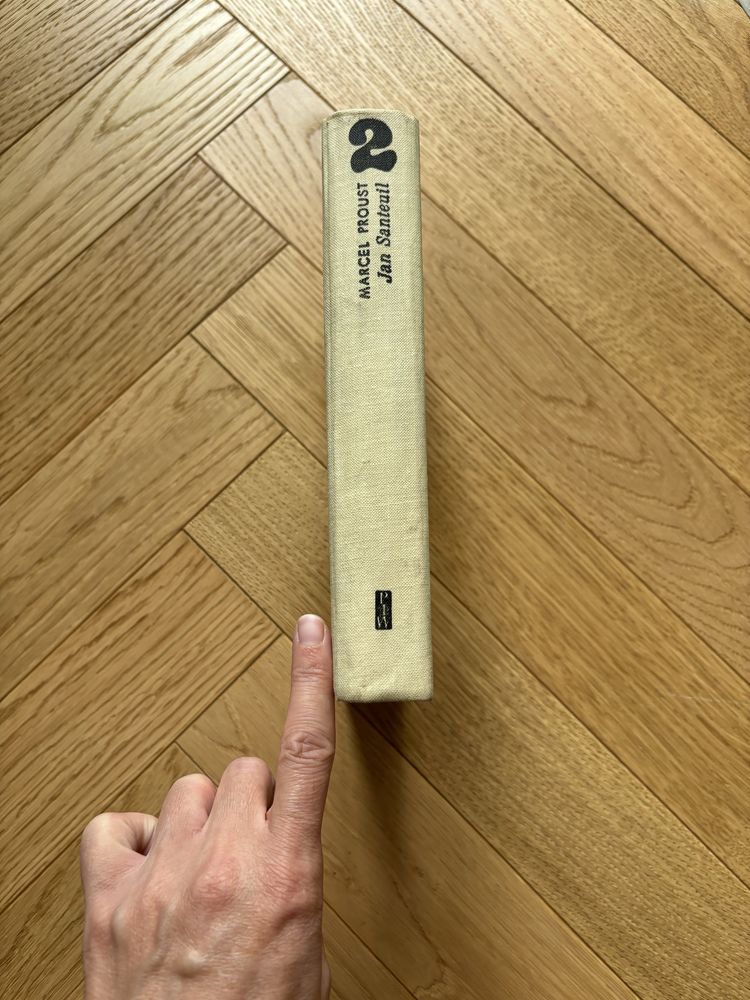 2
MARCEL PROUST
Jan Santeuil
PIW